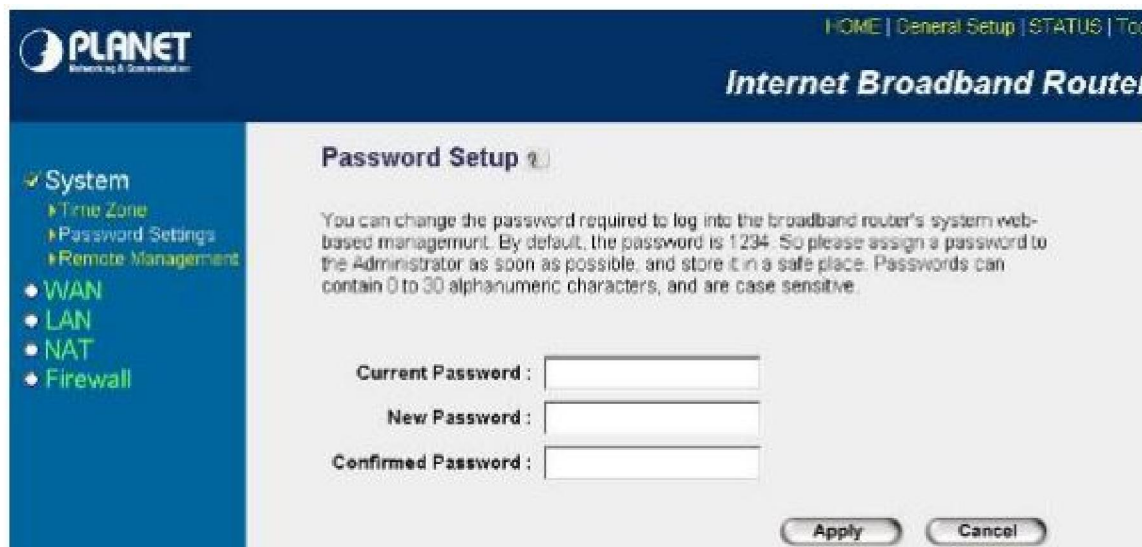 PLANET
Networking & Communication
HOME | General Setup | STATUS | Too
Internet Broadband Router
System
Time Zone
Password Settings
Remote Management
WAN
LAN
NAT
Firewall
Password Setup ?
You can change the password required to log into the broadband router's system web-
based managemunt. By default, the password is 1234. So please assign a password to
the Administrator as soon as possible, and store it in a safe place. Passwords can
contain 0 to 30 alphanumeric characters, and are case sensitive.
Current Password :
New Password :
Confirmed Password :
Apply
Cancel